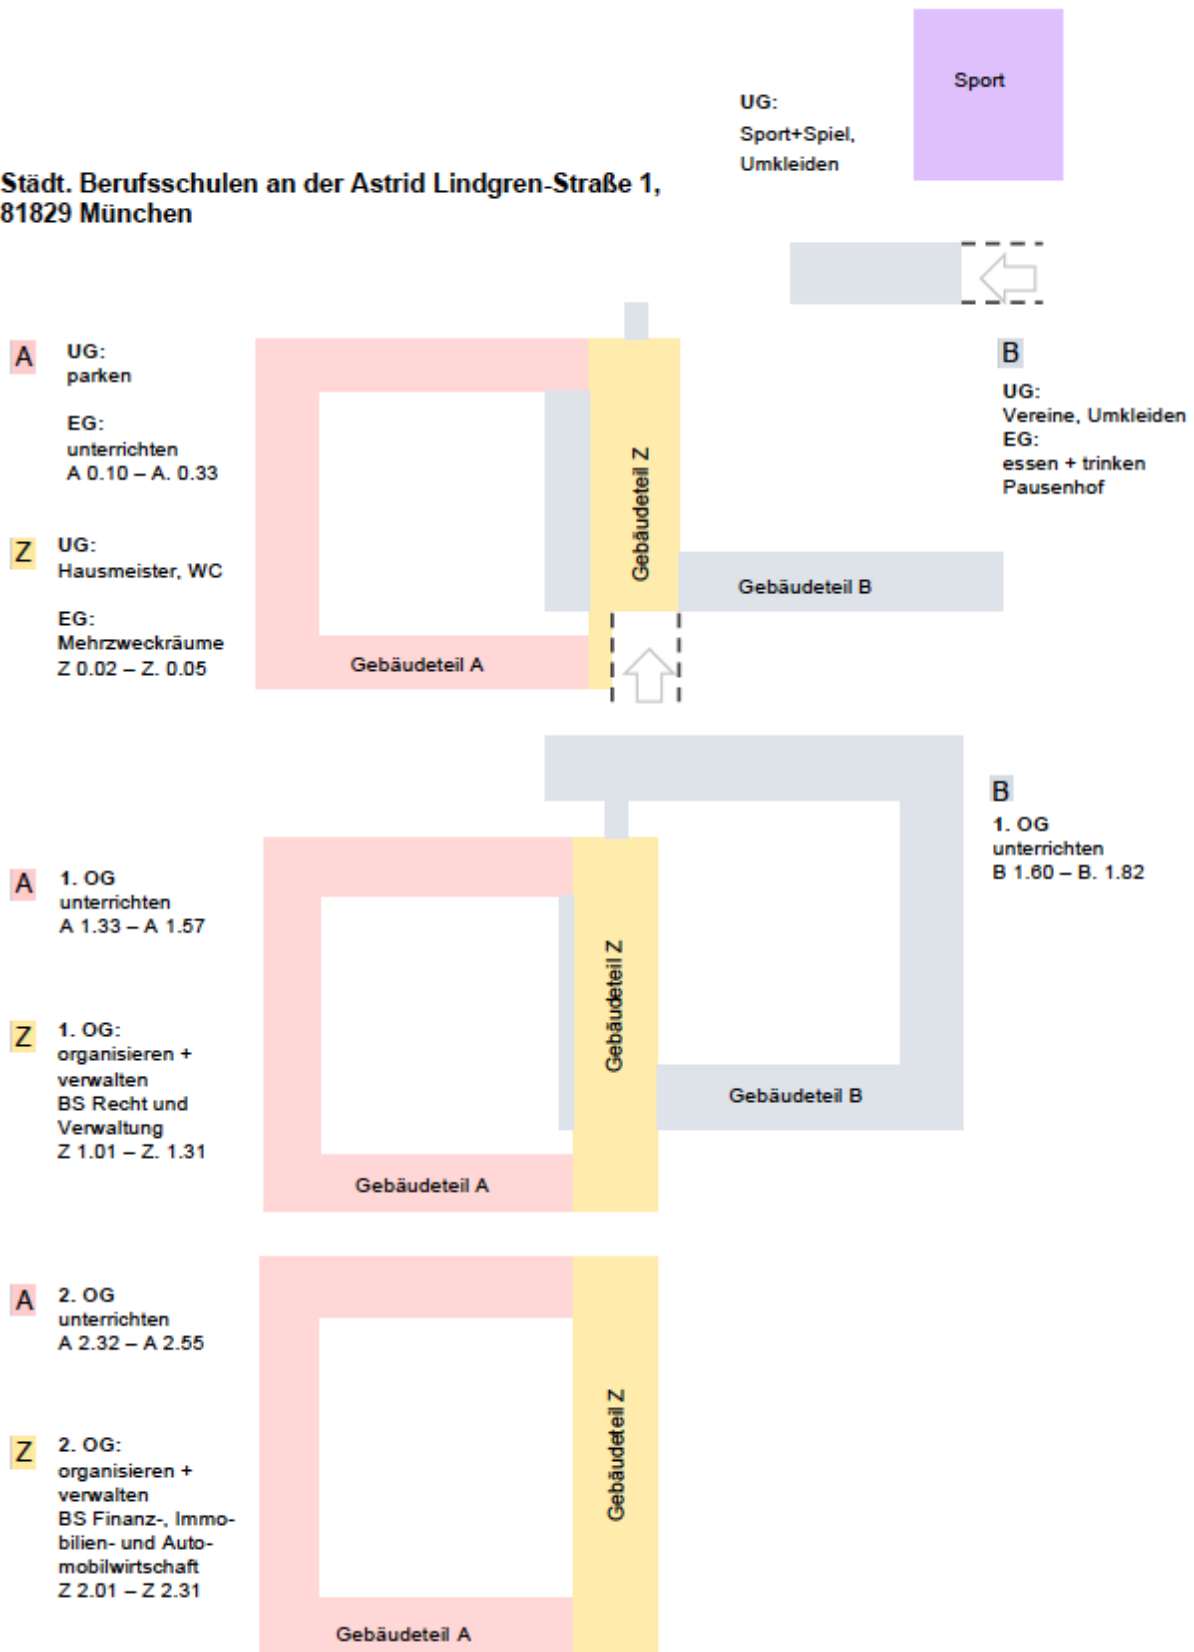 Sport
UG:
Sport+Spiel,
Umkleiden
Städt. Berufsschulen an der Astrid Lindgren-Straße 1,
81829 München
A
UG:
parken
EG:
unterrichten
A 0.10 – A. 0.33
Z
UG:
Hausmeister, WC
EG:
Mehrzweckräume
Z 0.02 – Z. 0.05
Gebäudeteil Z
Gebäudeteil B
Gebäudeteil A
B
UG:
Vereine, Umkleiden
EG:
essen + trinken
Pausenhof
A
1. OG
unterrichten
A 1.33 – A 1.57
Z
1. OG:
organisieren +
verwalten
BS Recht und
Verwaltung
Z 1.01 – Z. 1.31
Gebäudeteil Z
Gebäudeteil B
Gebäudeteil A
B
1. OG
unterrichten
B 1.60 – B. 1.82
A
2. OG
unterrichten
A 2.32 – A 2.55
Z
2. OG:
organisieren +
verwalten
BS Finanz-, Immo-
bilien- und Auto-
mobilwirtschaft
Z 2.01 – Z 2.31
Gebäudeteil Z
Gebäudeteil A